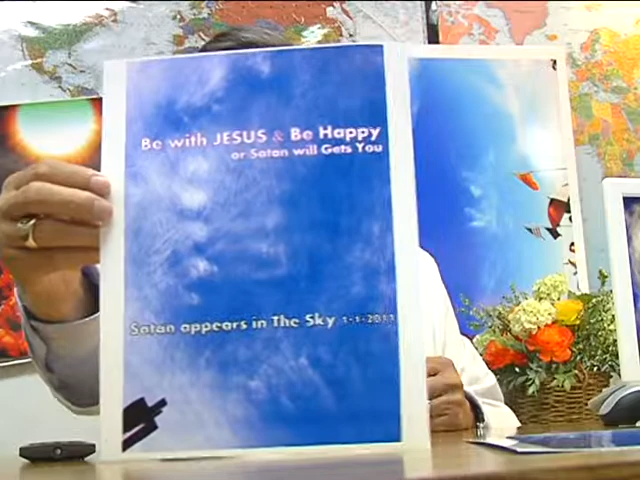 Be with JESUS & Be Happy
or Satan will Gets You
Satan appears in The Sky 1-1-2011